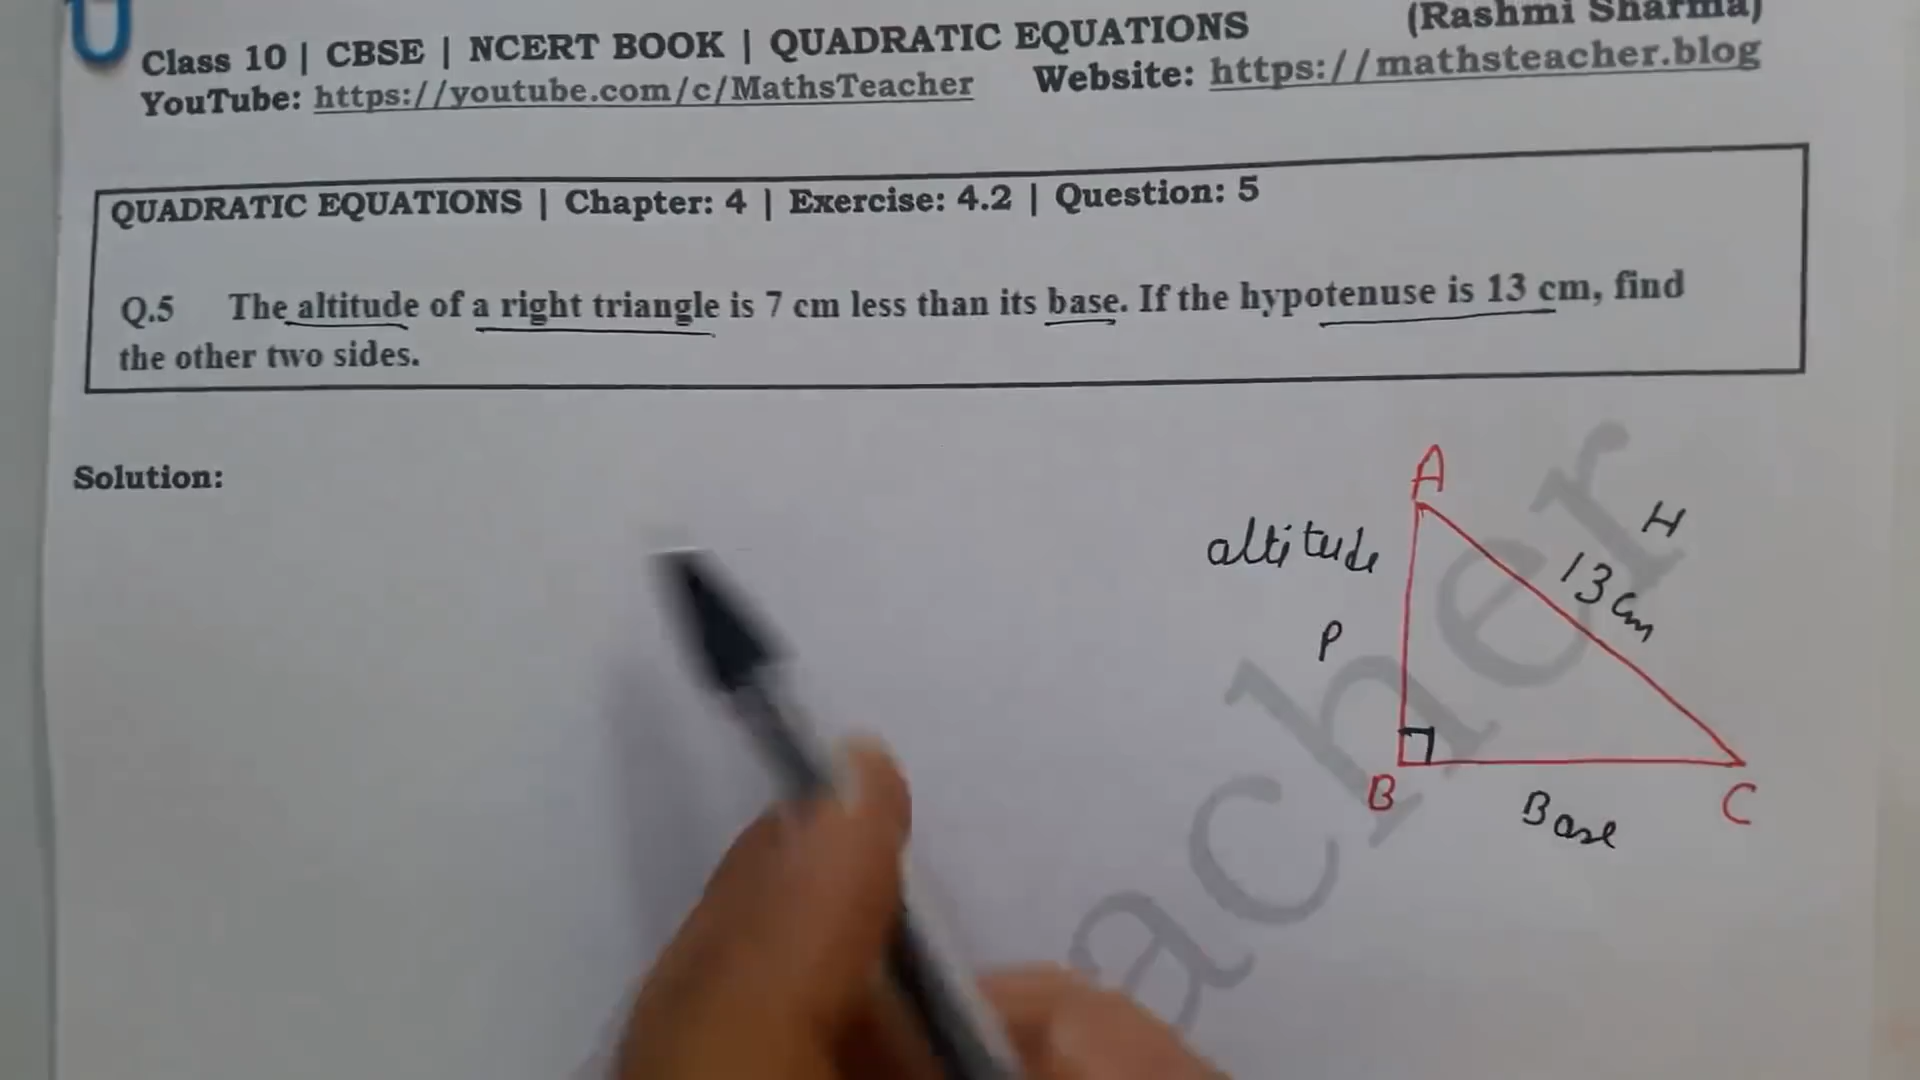 (Rashmi Sharma)
Class 10 | CBSE | NCERT BOOK | QUADRATIC EQUATIONS
YouTube: https://youtube.com/c/MathsTeacher Website: https://mathsteacher.blog
QUADRATIC EQUATIONS | Chapter: 4 | Exercise: 4.2 | Question: 5
Q.5 The altitude of a right triangle is 7 cm less than its base. If the hypotenuse is 13 cm, find
the other two sides.
Solution:
A
altitude
H
13 cm
P
B
Base
C
acher